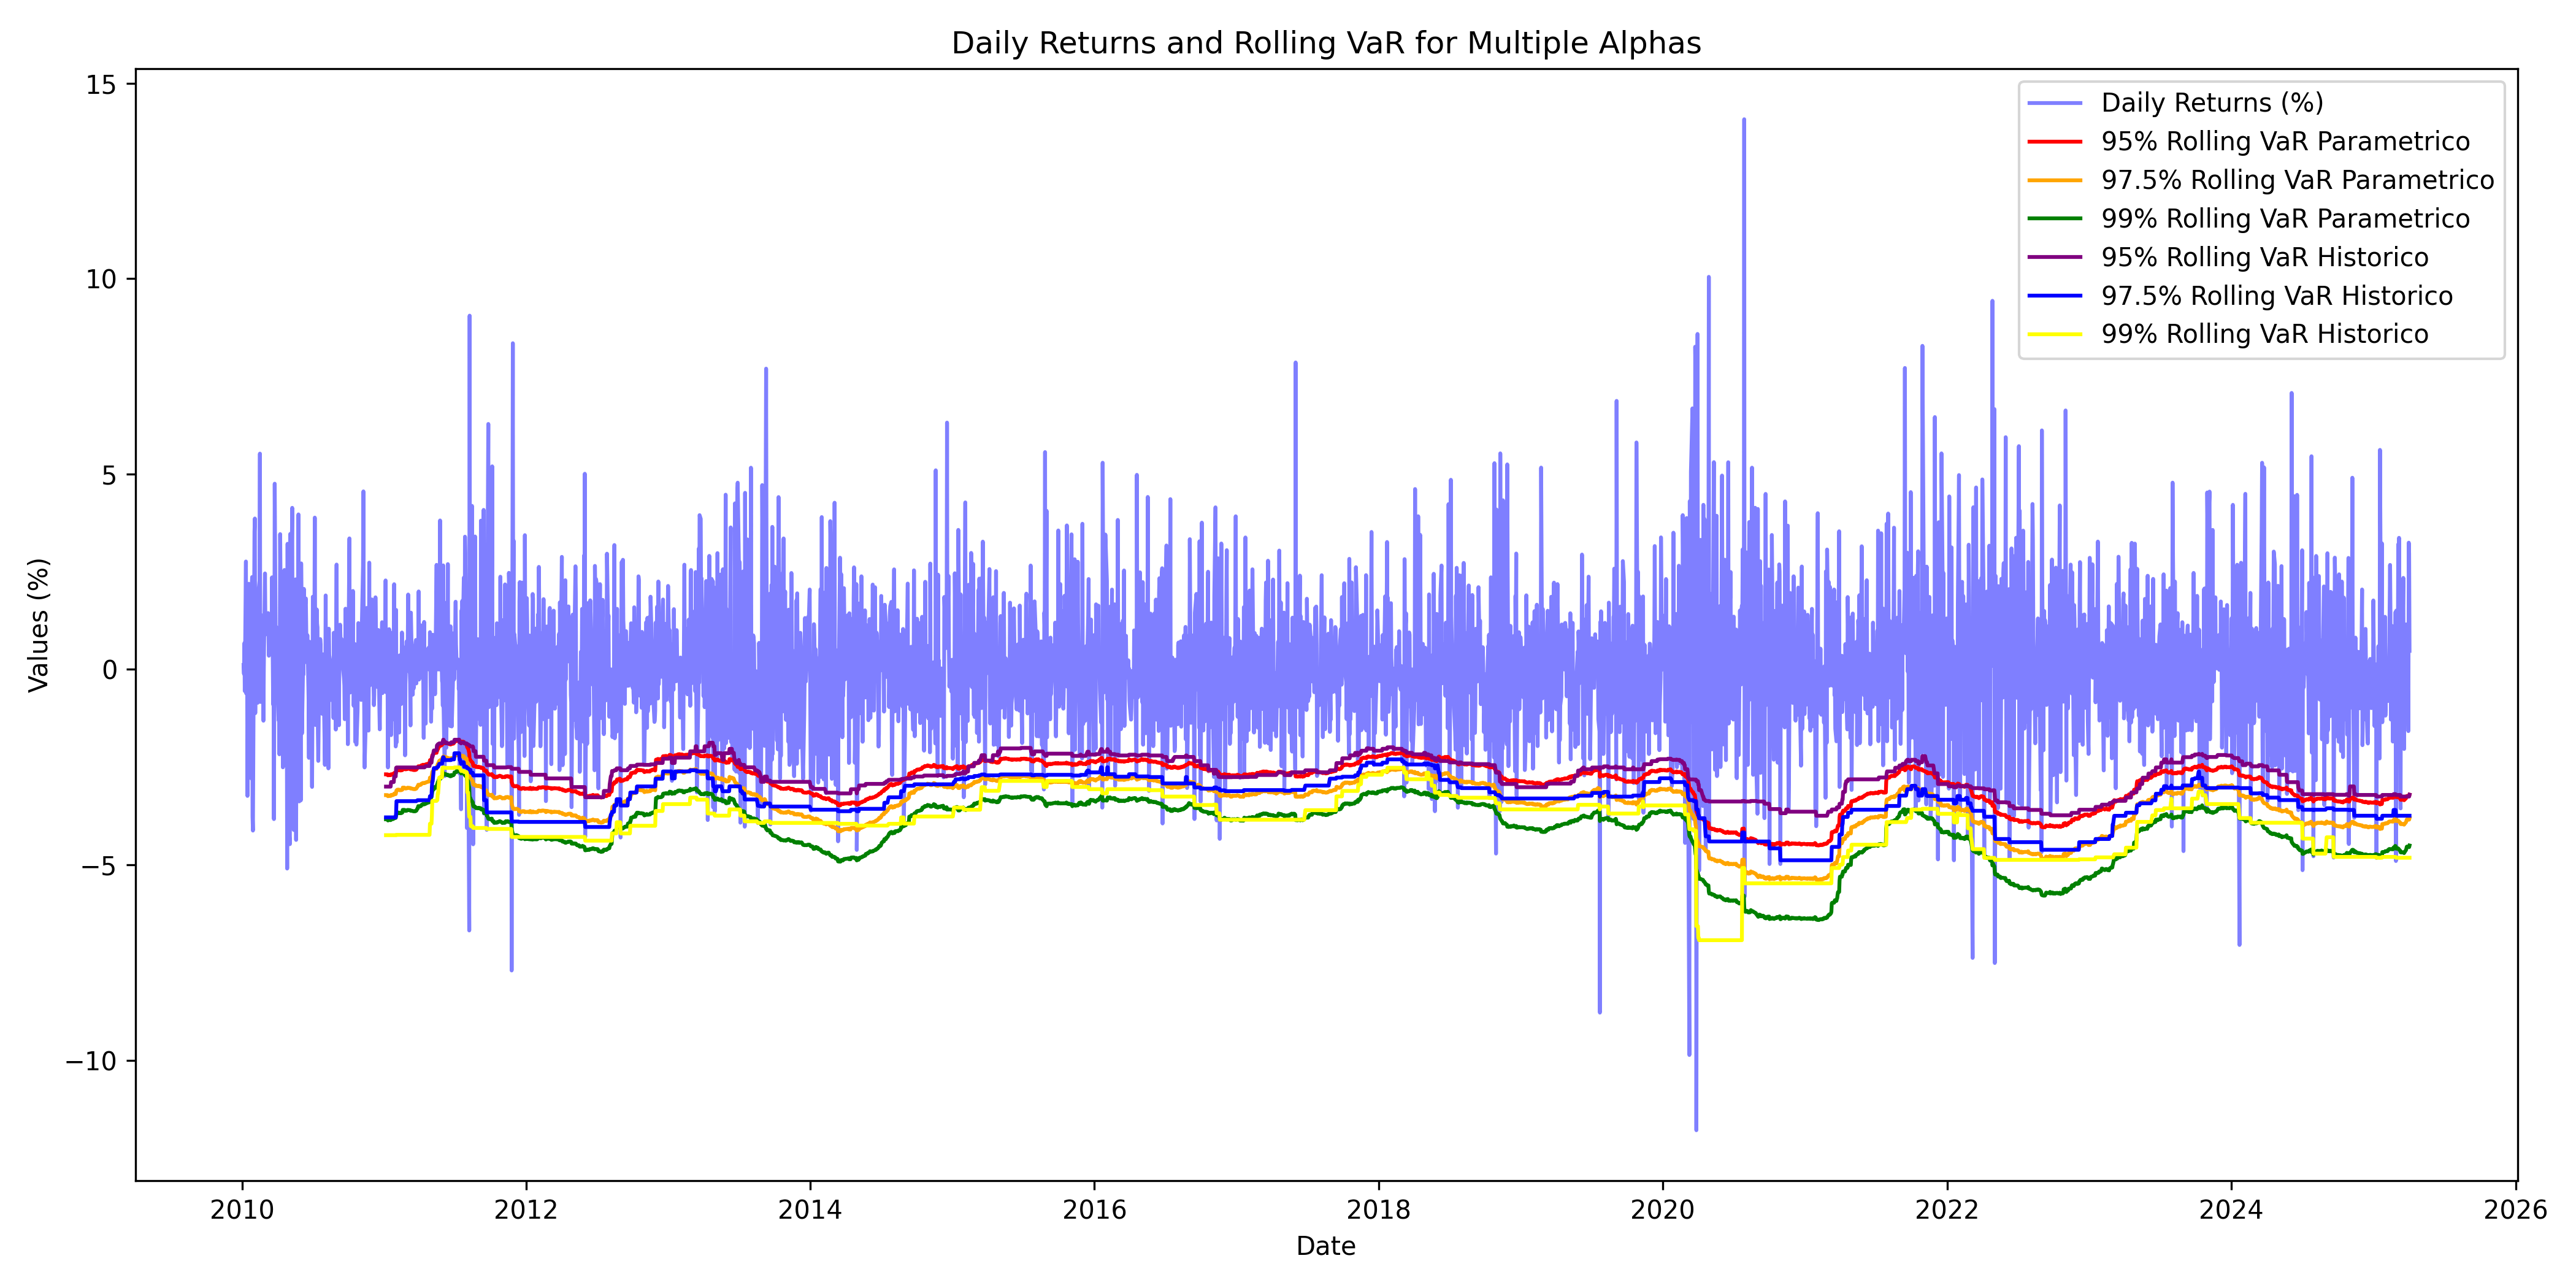 Daily Returns and Rolling VaR for Multiple Alphas
15
10
5
0
−5
−10
Values (%)
Daily Returns (%)
95% Rolling VaR Parametrico
97.5% Rolling VaR Parametrico
99% Rolling VaR Parametrico
95% Rolling VaR Historico
97.5% Rolling VaR Historico
99% Rolling VaR Historico
2010 2012 2014 2016 2018 2020 2022 2024 2026
Date